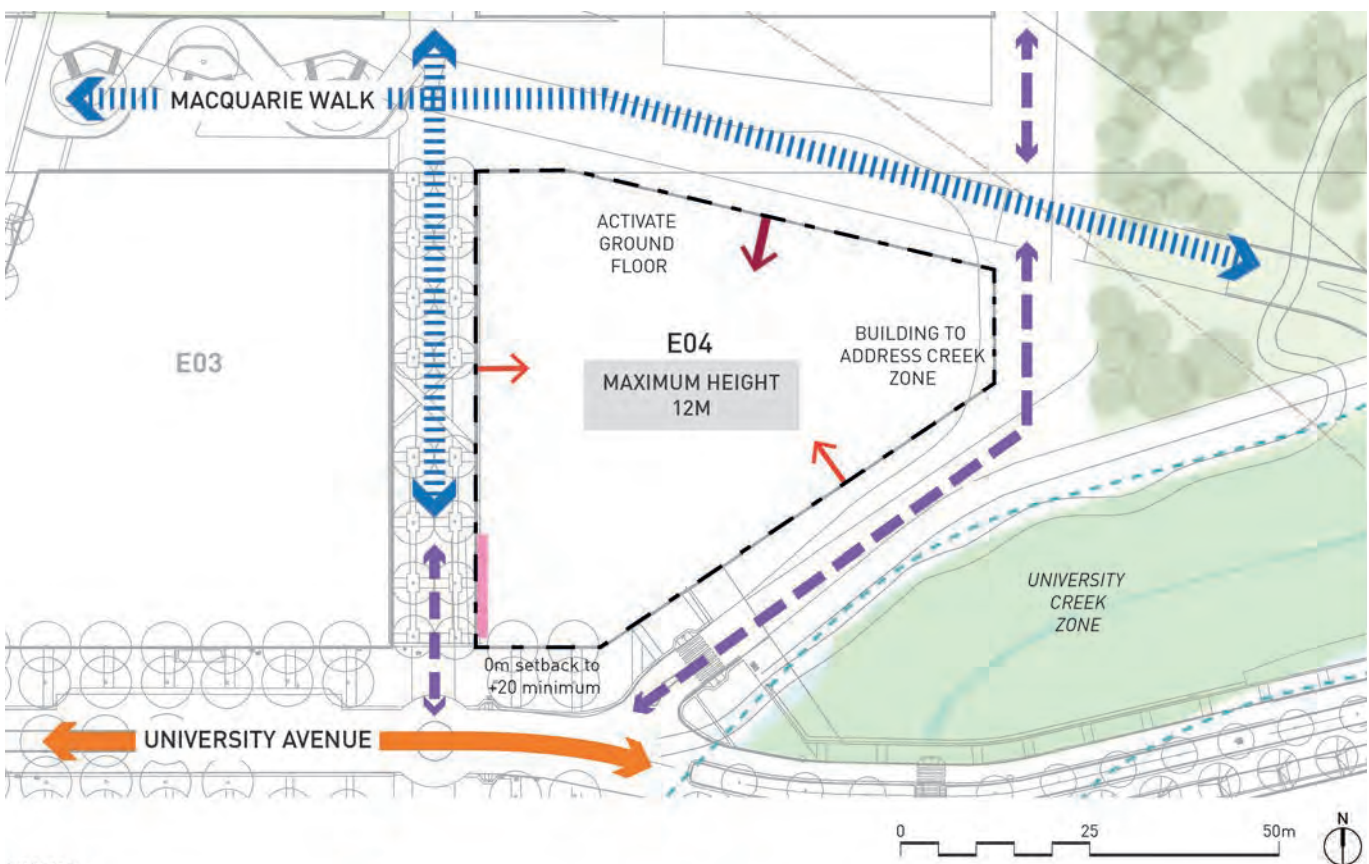 MACQUARIE WALK
ACTIVATE
GROUND
FLOOR
E03
E04
MAXIMUM HEIGHT
12M
BUILDING TO
ADDRESS CREEK
ZONE
UNIVERSITY
CREEK
ZONE
0m setback to
+20 minimum
UNIVERSITY AVENUE
0 25 50m
N